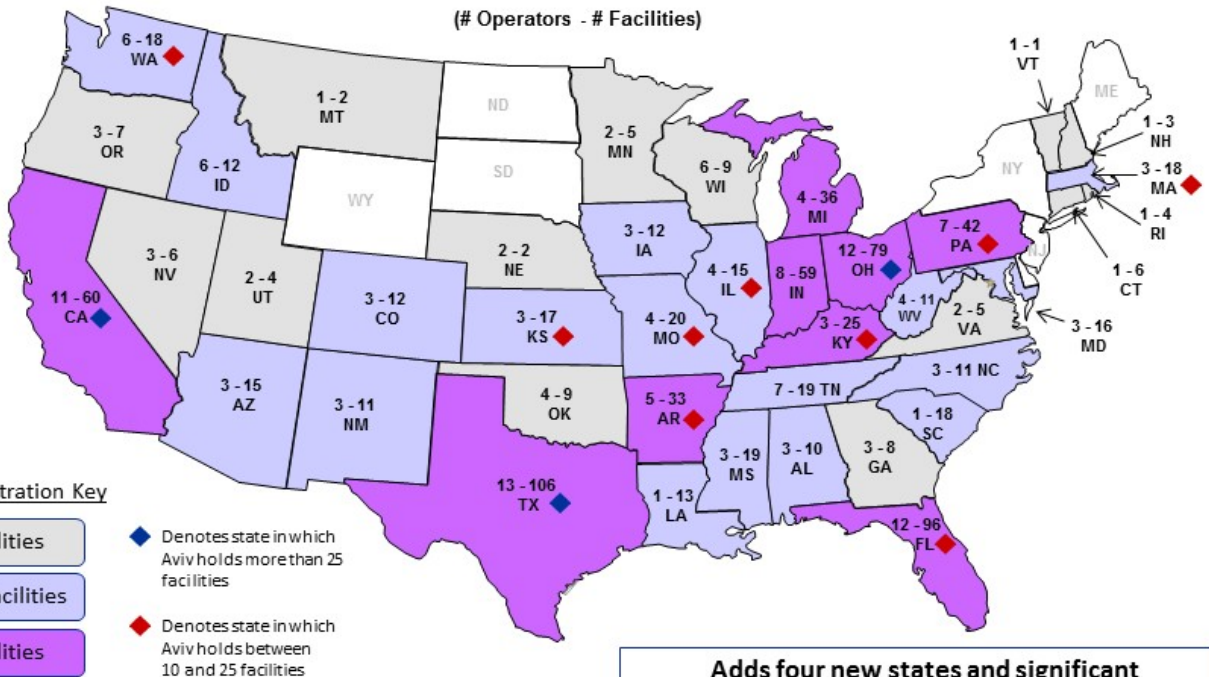 (# Operators - # Facilities)
6 - 18
WA
1 - 2
MT
ND
2 - 5
MN
1 - 1
VT
ME
3 - 7
OR
6 - 12
ID
WY
SD
6 - 9
WI
4 - 36
MI
NY
1 - 3
NH
3 - 18
MA
1 - 4
RI
1 - 6
CT
NJ
7 - 42
PA
3 - 16
MD
11 - 60
CA
3 - 6
NV
2 - 4
UT
3 - 12
CO
2 - 2
NE
3 - 12
IA
4 - 15
IL
8 - 59
IN
12 - 79
OH
4 - 11
WV
2 - 5
VA
3 - 17
KS
4 - 20
MO
3 - 25
KY
3 - 15
AZ
3 - 11
NM
4 - 9
OK
5 - 33
AR
7 - 19 TN
3 - 11 NC
1 - 18
SC
13 - 106
TX
1 - 13
LA
3 - 19
MS
3 - 10
AL
3 - 8
GA
12 - 96
FL
tration Key
lities
acilities
lities
Denotes state in which
Aviv holds more than 25
facilities
Denotes state in which
Aviv holds between
10 and 25 facilities
Adds four new states and significant